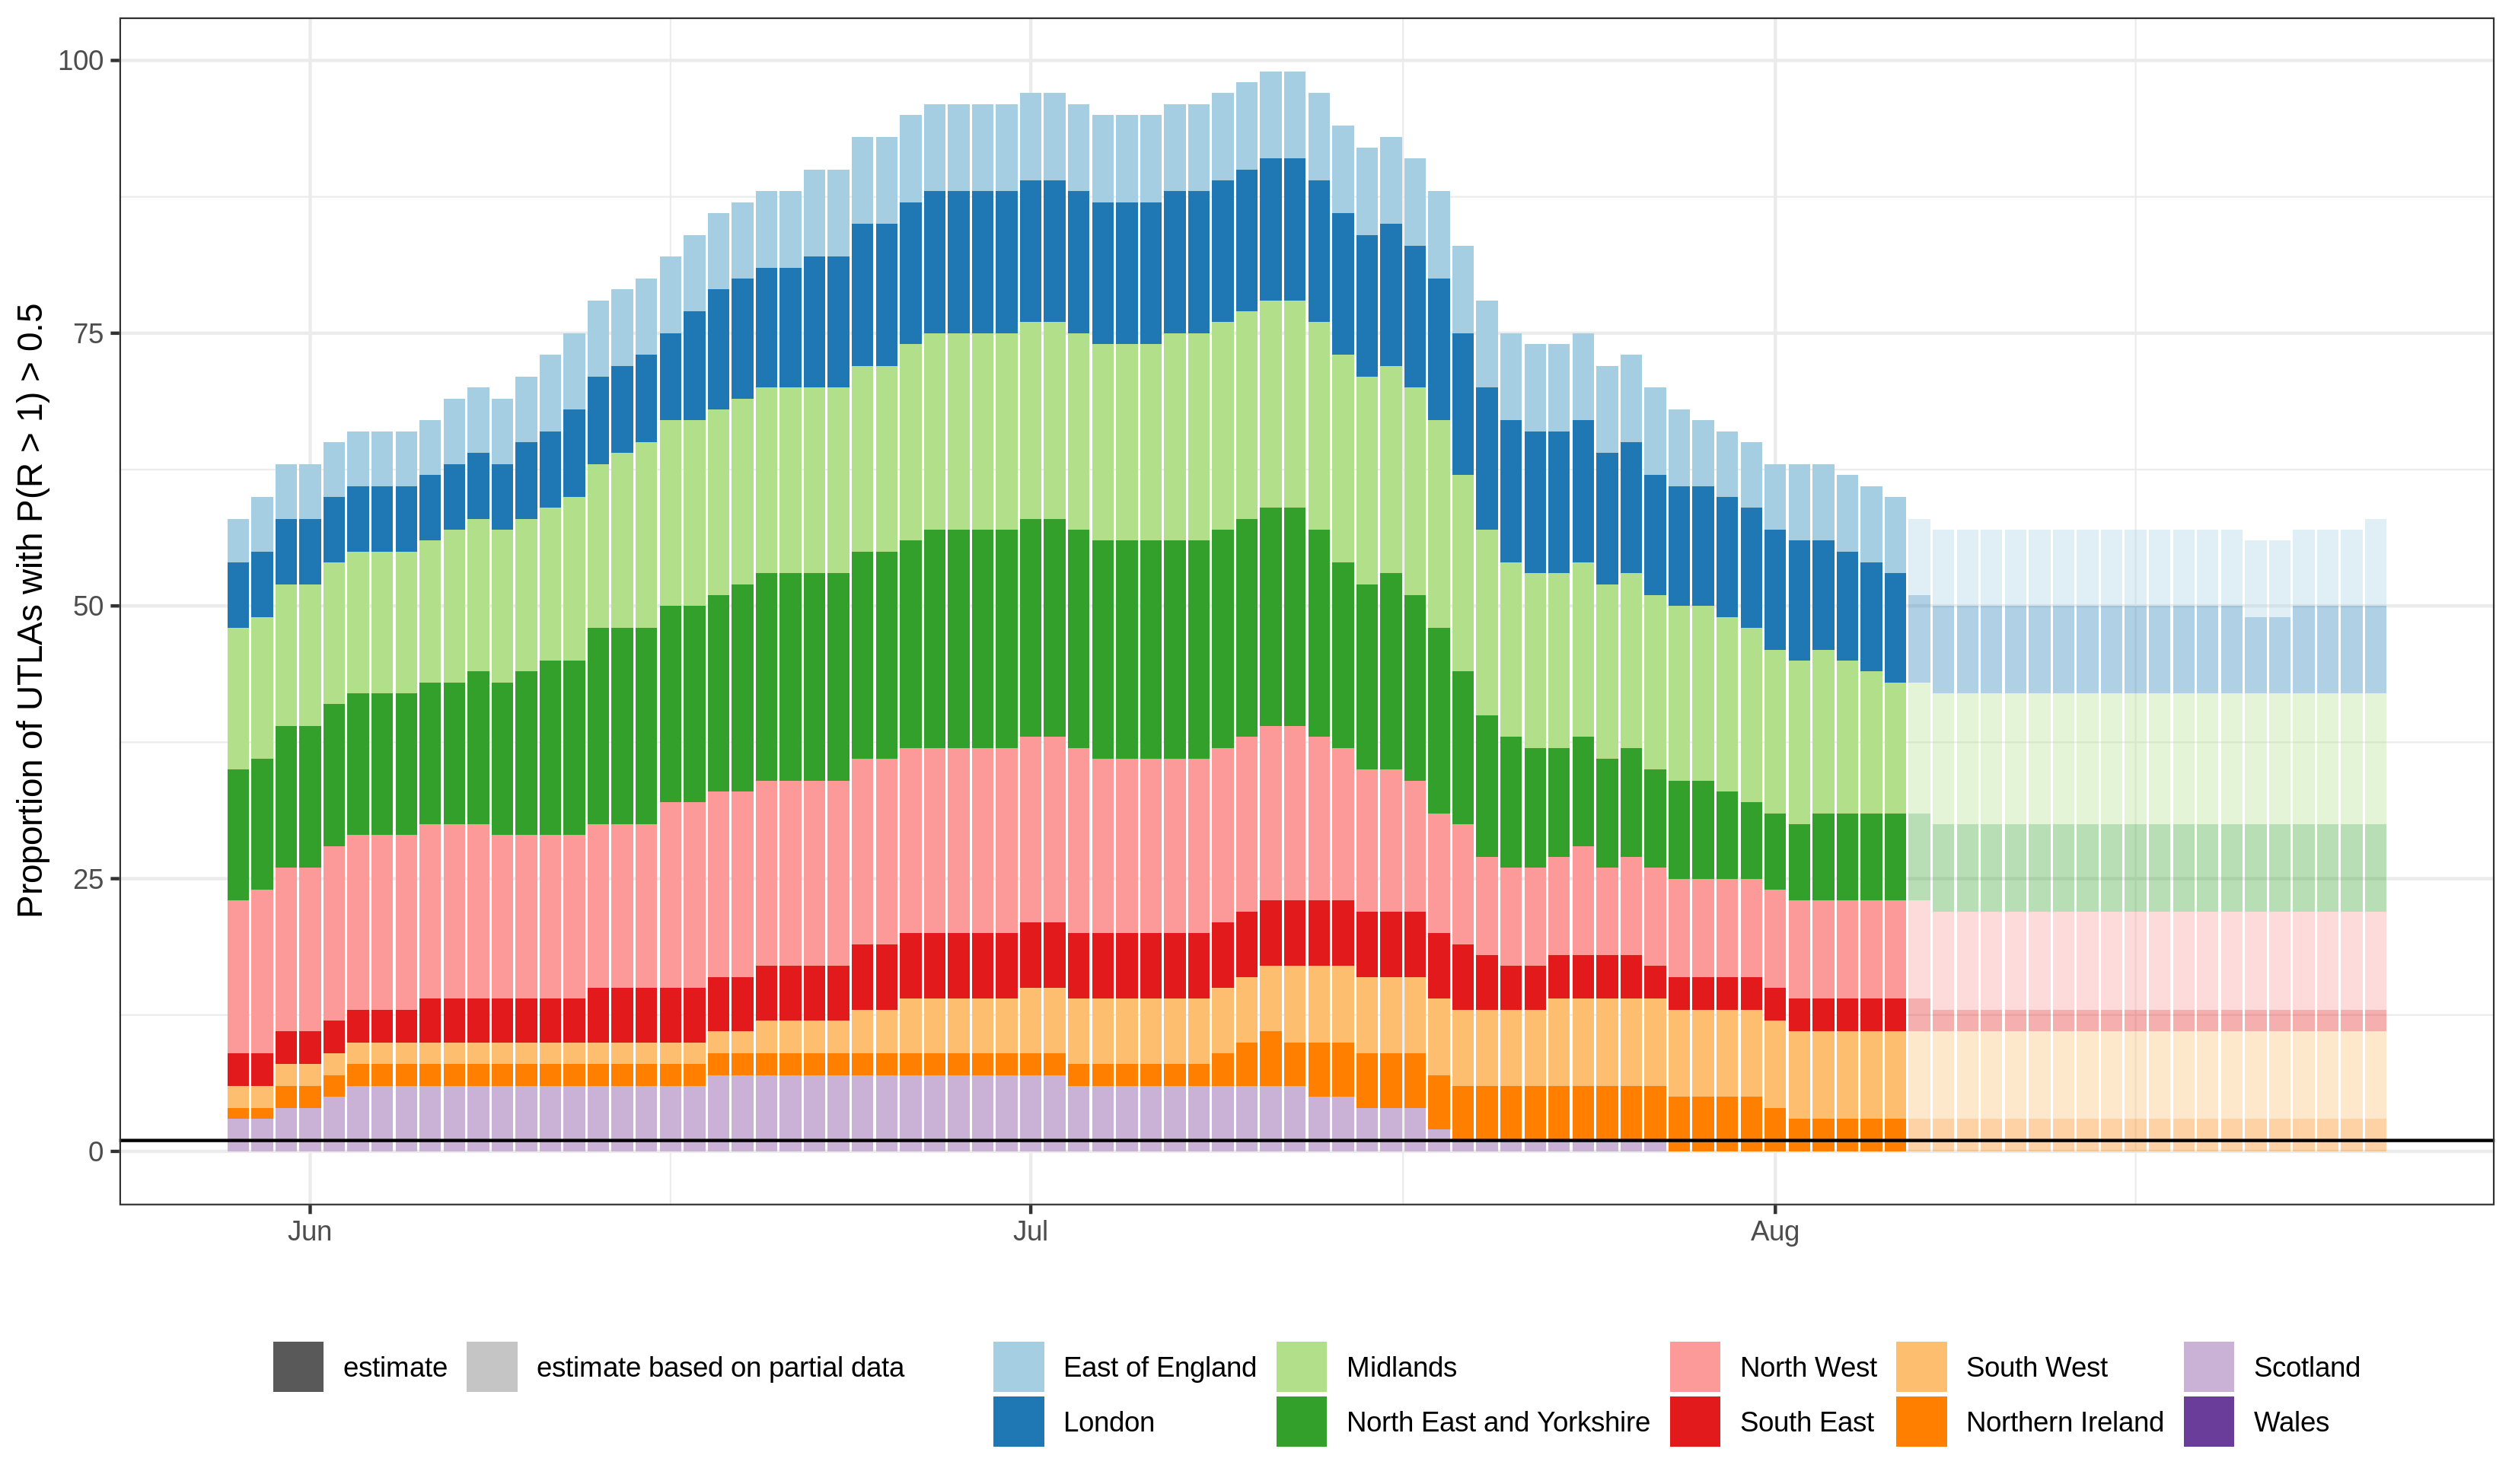 Proportion of UTLAs with P(R > 1) > 0.5
100
75
50
25
0
Jun Jul Aug
estimate estimate based on partial data East of England Midlands North West South West Scotland
London North East and Yorkshire South East Northern Ireland Wales